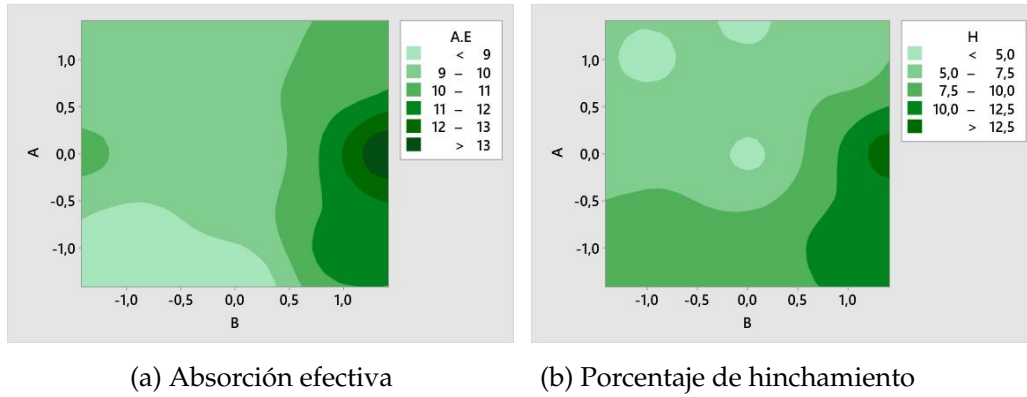 A.E
< 9
9 – 10
10 – 11
11 – 12
12 – 13
> 13
1,0
0,5
0,0
-0,5
-1,0
A
-1,0 -0,5 0,0 0,5 1,0
B
(a) Absorción efectiva
H
< 5,0
5,0 – 7,5
7,5 – 10,0
10,0 – 12,5
> 12,5
1,0
0,5
0,0
-0,5
-1,0
A
-1,0 -0,5 0,0 0,5 1,0
B
(b) Porcentaje de hinchamiento